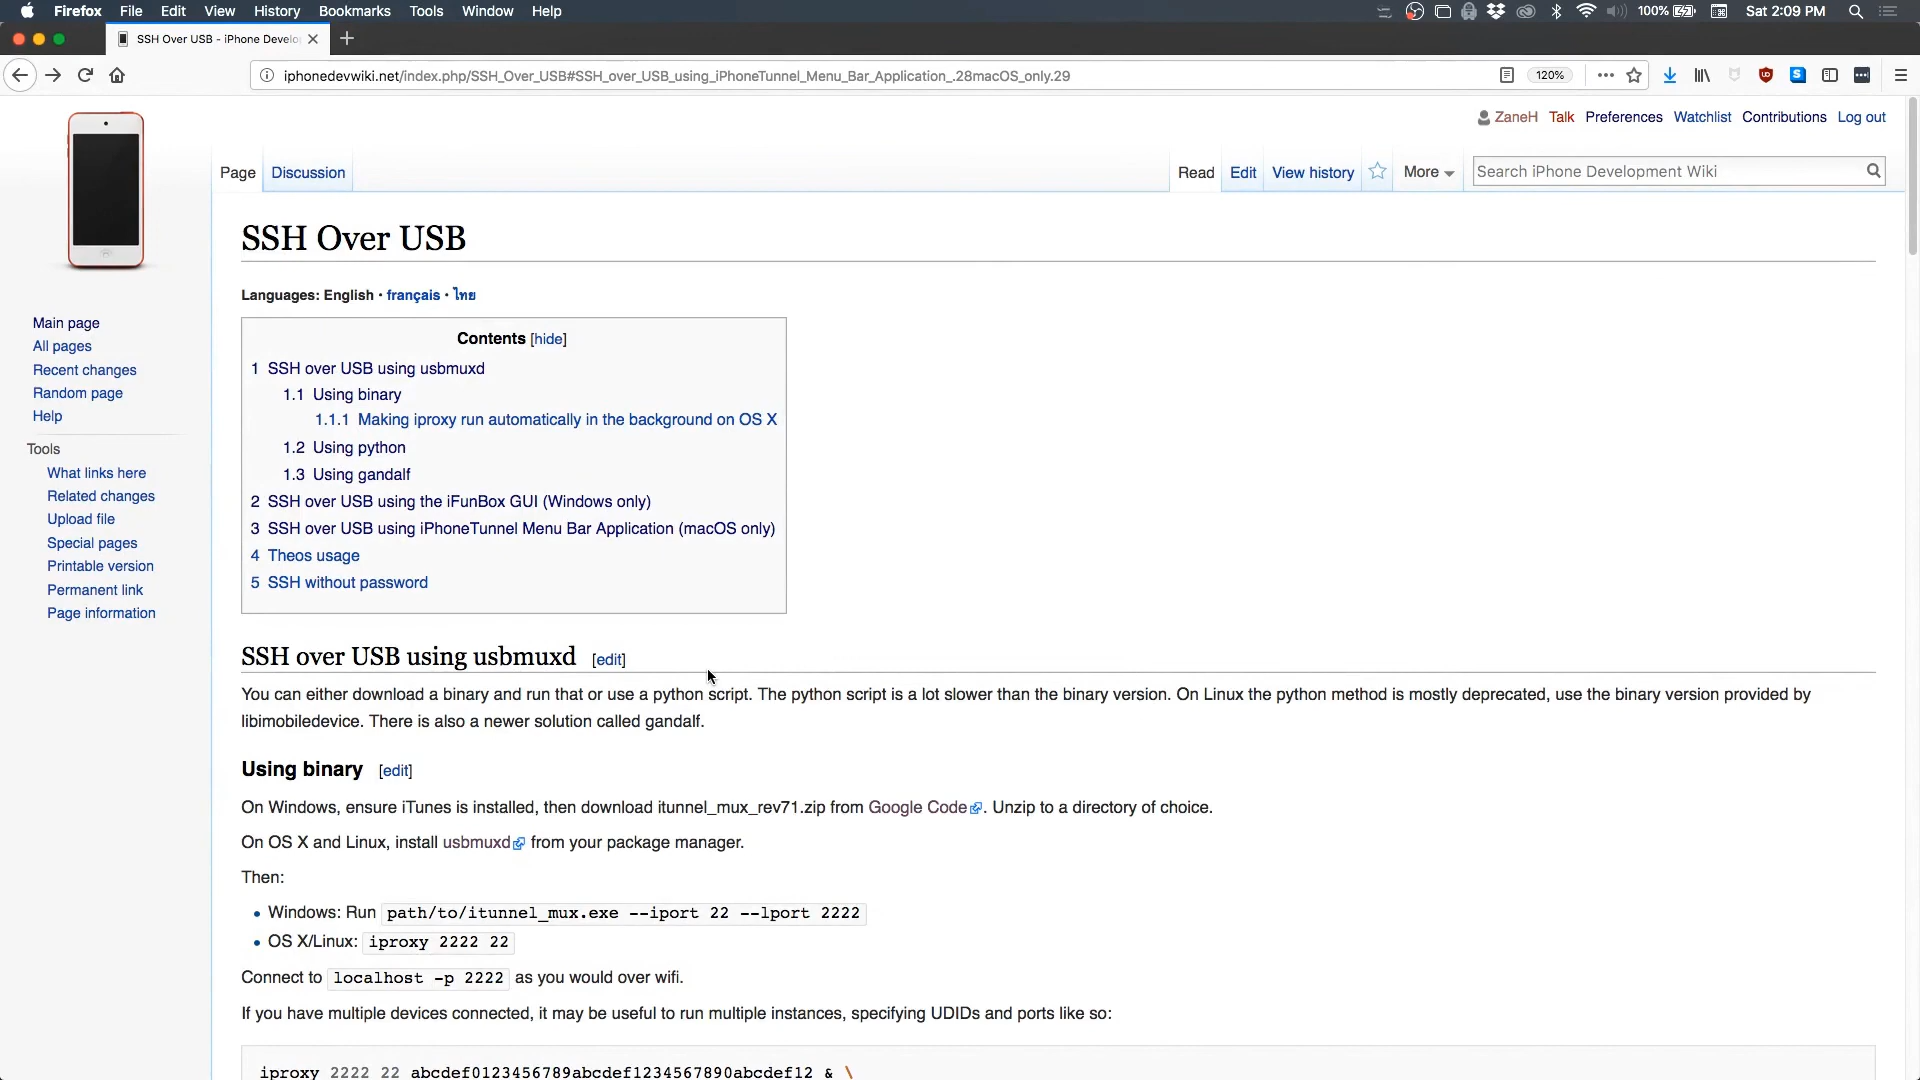 Firefox File Edit View History Bookmarks Tools Window Help 100% Sat 2:09 PM
SSH Over USB - iPhone Develo
iphonedevwiki.net/index.php/SSH_Over_USB#SSH_over_USB_using_iPhoneTunnel_Menu_Bar_Application_.28macOS_only.29 120%
ZaneH Talk Preferences Watchlist Contributions Log out
Page Discussion Read Edit View history More Search iPhone Development Wiki
SSH Over USB
Languages: English • français • ไทย
Main page
All pages
Recent changes
Random page
Help
Tools
What links here
Related changes
Upload file
Special pages
Printable version
Permanent link
Page information
Contents [hide]
1 SSH over USB using usbmuxd
1.1 Using binary
1.1.1 Making iproxy run automatically in the background on OS X
1.2 Using python
1.3 Using gandalf
2 SSH over USB using the iFunBox GUI (Windows only)
3 SSH over USB using iPhoneTunnel Menu Bar Application (macOS only)
4 Theos usage
5 SSH without password
SSH over USB using usbmuxd [edit]
You can either download a binary and run that or use a python script. The python script is a lot slower than the binary version. On Linux the python method is mostly deprecated, use the binary version provided by
libimobiledevice. There is also a newer solution called gandalf.
Using binary [edit]
On Windows, ensure iTunes is installed, then download itunnel_mux_rev71.zip from Google Code. Unzip to a directory of choice.
On OS X and Linux, install usbmuxd from your package manager.
Then:
• Windows: Run path/to/itunnel_mux.exe --iport 22 --lport 2222
• OS X/Linux: iproxy 2222 22
Connect to localhost -p 2222 as you would over wifi.
If you have multiple devices connected, it may be useful to run multiple instances, specifying UDIDs and ports like so:
iproxy 2222 22 abcdef0123456789abcdef1234567890abcdef12 & \